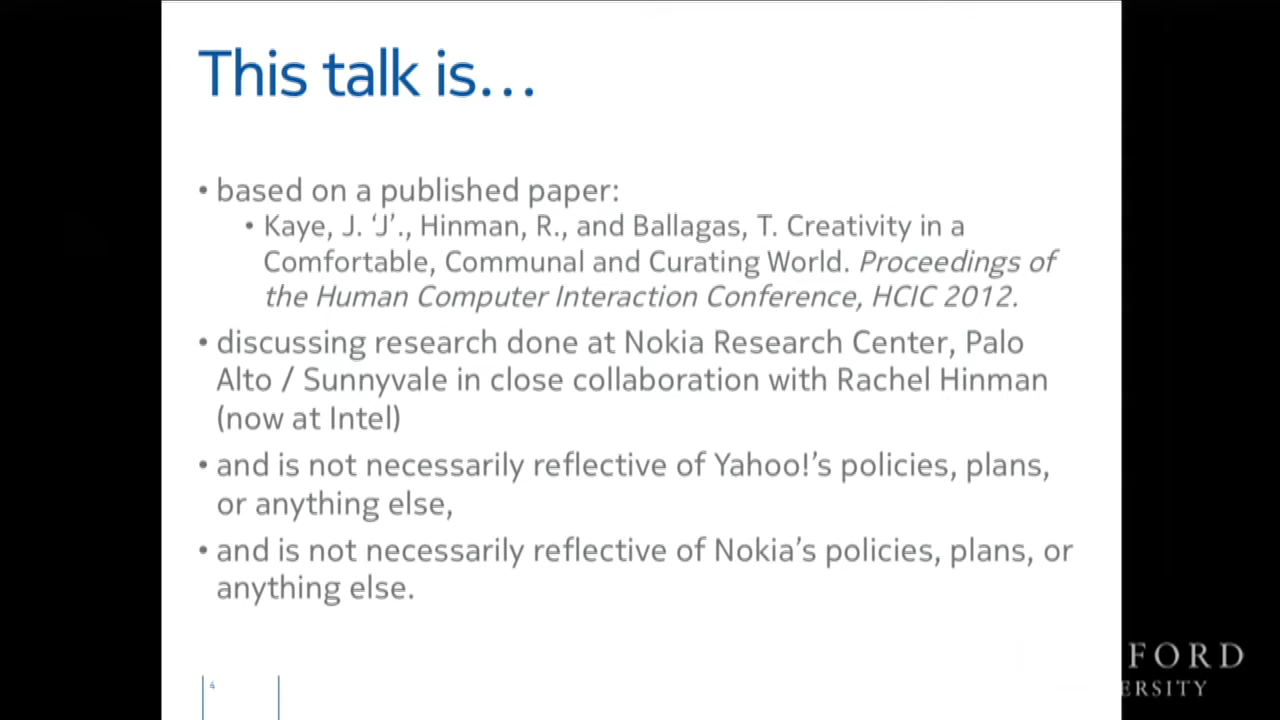 This talk is...
• based on a published paper:
• Kaye, J. ‘J’., Hinman, R., and Ballagas, T. Creativity in a
Comfortable, Communal and Curating World. Proceedings of
the Human Computer Interaction Conference, HCIC 2012.
• discussing research done at Nokia Research Center, Palo
Alto / Sunnyvale in close collaboration with Rachel Hinman
(now at Intel)
• and is not necessarily reflective of Yahoo!’s policies, plans,
or anything else,
• and is not necessarily reflective of Nokia’s policies, plans, or
anything else.
4
FORD
ERSITY